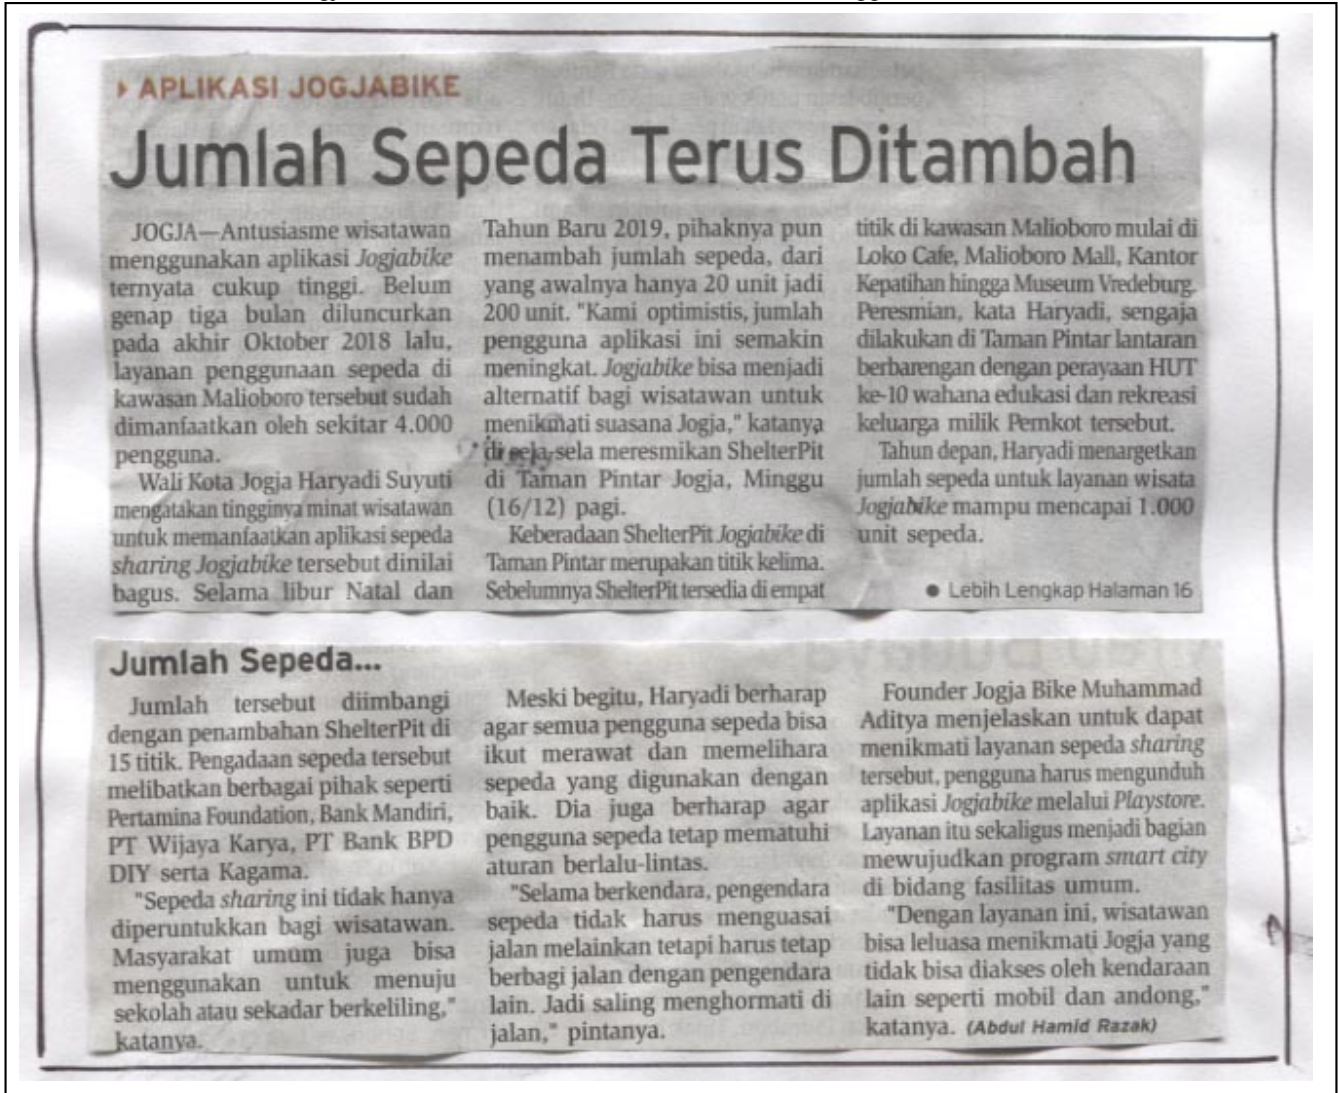 APLIKASI JOGJABIKE
Jumlah Sepeda Terus Ditambah
JOGJA—Antusiasme wisatawan
menggunakan aplikasi Jogjabike
ternyata cukup tinggi. Belum
genap tiga bulan diluncurkan
pada akhir Oktober 2018 lalu,
layanan penggunaan sepeda di
kawasan Malioboro tersebut sudah
dimanfaatkan oleh sekitar 4.000
pengguna.
Wali Kota Jogja Haryadi Suyuti
mengatakan tingginya minat wisatawan
untuk memanfaatkan aplikasi sepeda
sharing Jogjabike tersebut dinilai
bagus. Selama libur Natal dan
Tahun Baru 2019, pihaknya pun
menambah jumlah sepeda, dari
yang awalnya hanya 20 unit jadi
200 unit. "Kami optimistis, jumlah
pengguna aplikasi ini semakin
meningkat. Jogjabike bisa menjadi
alternatif bagi wisatawan untuk
menikmati suasana Jogja," katanya
di sela-sela meresmikan ShelterPit
di Taman Pintar Jogja, Minggu
(16/12) pagi.
Keberadaan ShelterPit Jogjabike di
Taman Pintar merupakan titik kelima.
Sebelumnya ShelterPit tersedia di empat
titik di kawasan Malioboro mulai di
Loko Cafe, Malioboro Mall, Kantor
Kepatihan hingga Museum Vredeburg.
Peresmian, kata Haryadi, sengaja
dilakukan di Taman Pintar lantaran
berbarengan dengan perayaan HUT
ke-10 wahana edukasi dan rekreasi
keluarga milik Pemkot tersebut.
Tahun depan, Haryadi menargetkan
jumlah sepeda untuk layanan wisata
Jogjabike mampu mencapai 1.000
unit sepeda.
● Lebih Lengkap Halaman 16
Jumlah Sepeda...
Jumlah tersebut diimbangi
dengan penambahan ShelterPit di
15 titik. Pengadaan sepeda tersebut
melibatkan berbagai pihak seperti
Pertamina Foundation, Bank Mandiri,
PT Wijaya Karya, PT Bank BPD
DIY serta Kagama.
"Sepeda sharing ini tidak hanya
diperuntukkan bagi wisatawan.
Masyarakat umum juga bisa
menggunakan untuk menuju
sekolah atau sekadar berkeliling,"
katanya.
Meski begitu, Haryadi berharap
agar semua pengguna sepeda bisa
ikut merawat dan memelihara
sepeda yang digunakan dengan
baik. Dia juga berharap agar
pengguna sepeda tetap mematuhi
aturan berlalu-lintas.
"Selama berkendara, pengendara
sepeda tidak harus menguasai
jalan melainkan tetapi harus tetap
berbagi jalan dengan pengendara
lain. Jadi saling menghormati di
jalan," pintanya.
Founder Jogja Bike Muhammad
Aditya menjelaskan untuk dapat
menikmati layanan sepeda sharing
tersebut, pengguna harus mengunduh
aplikasi Jogjabike melalui Playstore.
Layanan itu sekaligus menjadi bagian
mewujudkan program smart city
di bidang fasilitas umum.
"Dengan layanan ini, wisatawan
bisa leluasa menikmati Jogja yang
tidak bisa diakses oleh kendaraan
lain seperti mobil dan andong,"
katanya. (Abdul Hamid Razak)